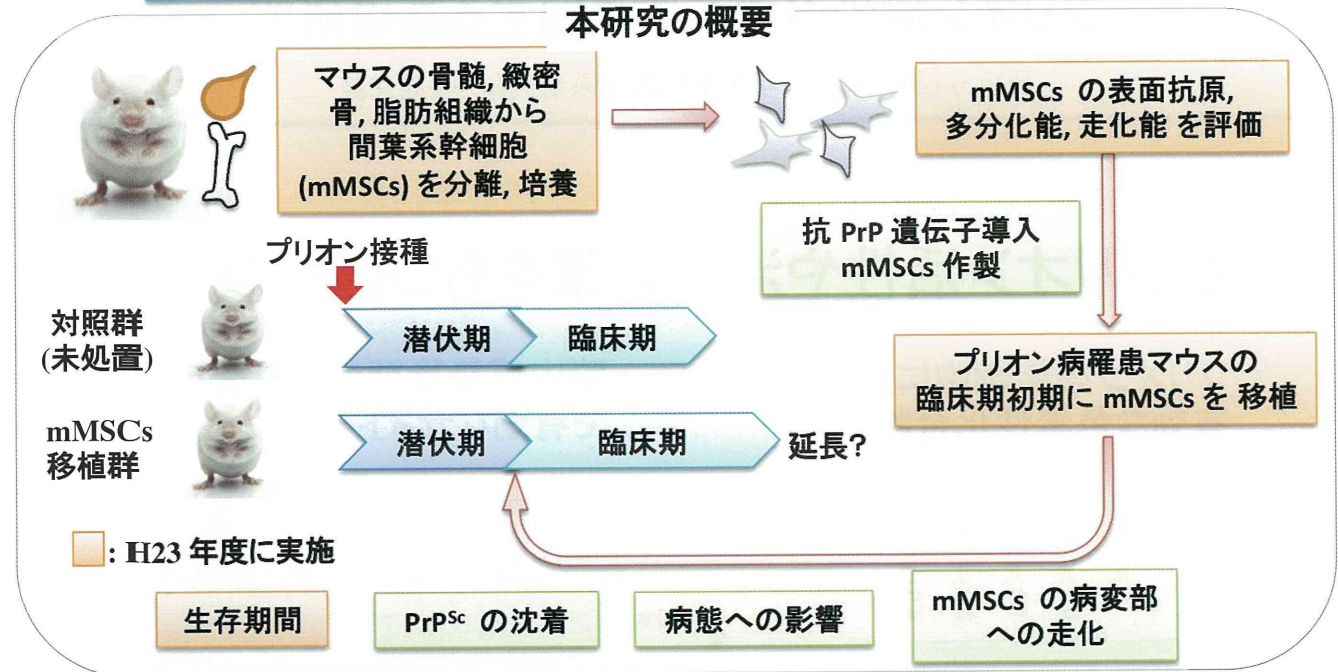 本研究の概要
マウスの骨髄, 緻密
骨, 脂肪組織から
間葉系幹細胞
(mMSCs) を分離, 培養
mMSCs の表面抗原,
多分化能, 走化能 を評価
抗 PrP 遺伝子導入
mMSCs 作製
プリオン接種
対照群
(未処置)
潜伏期
臨床期
プリオン病罹患マウスの
臨床期初期に mMSCs を 移植
mMSCs
移植群
潜伏期
臨床期
延長?
: H23 年度に実施
生存期間
PrPSc の沈着
病態への影響
mMSCs の病変部
への走化